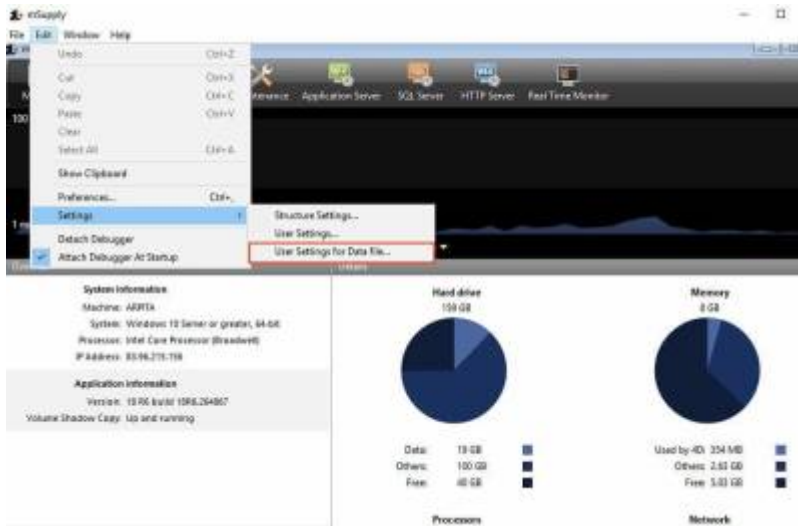 mSupply
File Edit Window Help
Undo Ctrl+Z
Cut Ctrl+X
Copy Ctrl+C
Paste Ctrl+V
Clear
Select All Ctrl+A
Show Clipboard
Preferences... Ctrl+,
Settings
Detach Debugger
Attach Debugger At Startup
Structure Settings...
User Settings...
User Settings for Data file...
Application Server
SQL Server
HTTP Server
Real Time Monitor
100
System Information
Machine:
System: Windows 10 Server or greater, 64-bit
Processor: Intel Core Processor (Broadwell)
IP Address:
Application Information
Version:
Volume Shadow Copy: Up and running
Hard drive
159 GB
Data: 19 GB
Others: 100 GB
Free: 40 GB
Memory
8 GB
Used by 4D: 354 MB
Others: 2.65 GB
Free: 5.03 GB
Processors
Network